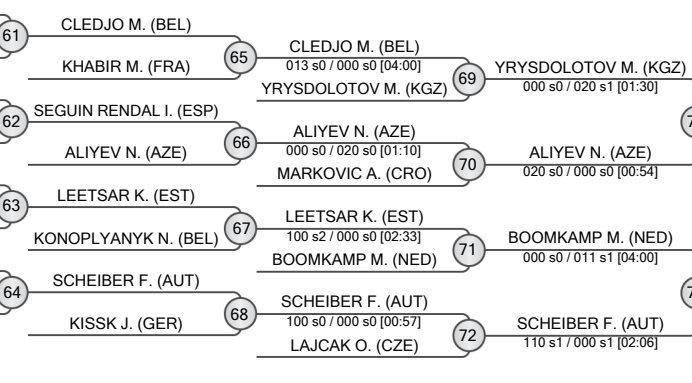 61
CLEDJO M. (BEL)
KHABIR M. (FRA)
65
CLEDJO M. (BEL)
013 s0 / 000 s0 [04:00]
YRYSDOLOTOV M. (KGZ)
69
YRYSDOLOTOV M. (KGZ)
000 s0 / 020 s1 [01:30]
62
SEGUIN RENDAL I. (ESP)
ALIYEV N. (AZE)
66
ALIYEV N. (AZE)
000 s0 / 020 s0 [01:10]
MARKOVIC A. (CRO)
70
ALIYEV N. (AZE)
020 s0 / 000 s0 [00:54]
63
LEETSAR K. (EST)
KONOPLYANYK N. (BEL)
67
LEETSAR K. (EST)
100 s2 / 000 s0 [02:33]
BOOMKAMP M. (NED)
71
BOOMKAMP M. (NED)
000 s0 / 011 s1 [04:00]
64
SCHEIBER F. (AUT)
KISSK J. (GER)
68
SCHEIBER F. (AUT)
100 s0 / 000 s0 [00:57]
LAJCAK O. (CZE)
72
SCHEIBER F. (AUT)
110 s1 / 000 s1 [02:06]